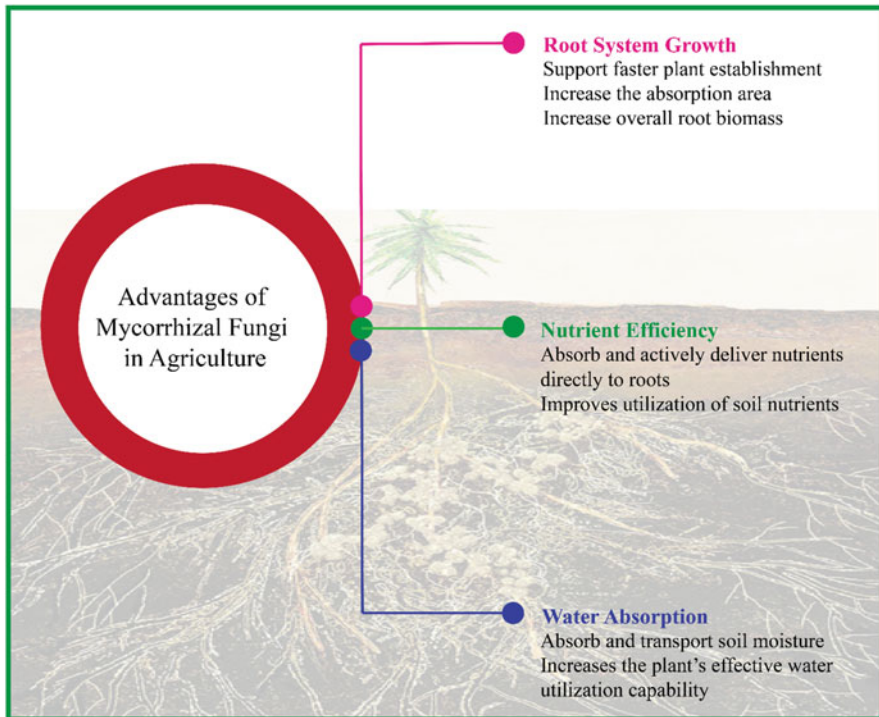 Advantages of
Mycorrhizal Fungi
in Agriculture
Root System Growth
Support faster plant establishment
Increase the absorption area
Increase overall root biomass
Nutrient Efficiency
Absorb and actively deliver nutrients
directly to roots
Improves utilization of soil nutrients
Water Absorption
Absorb and transport soil moisture
Increases the plant's effective water
utilization capability